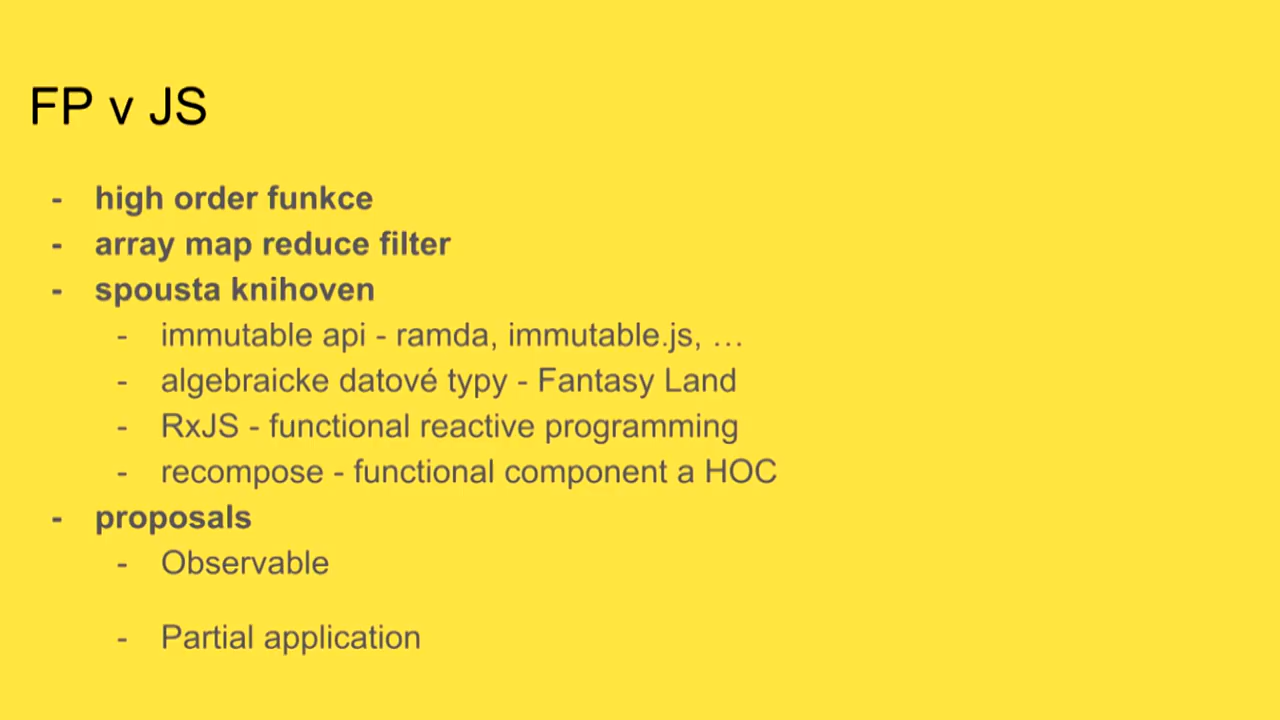 FP v JS
- high order funkce
- array map reduce filter
- spousta knihoven
- immutable api - ramda, immutable.js, …
- algebraicke datové typy - Fantasy Land
- RxJS - functional reactive programming
- recompose - functional component a HOC
- proposals
- Observable
- Partial application